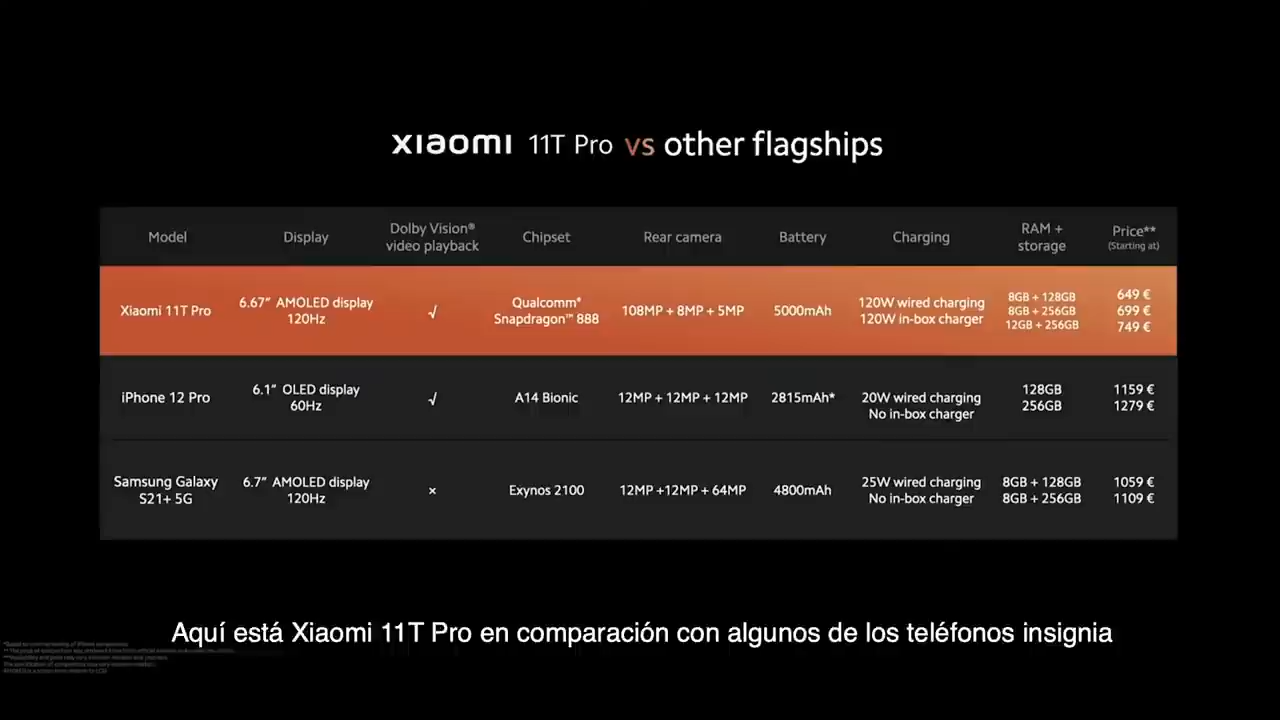 xiaomi 11T Pro vs other flagships
Model Display Dolby Vision® video playback Chipset Rear camera Battery Charging RAM + storage Price** (Starting at)
Xiaomi 11T Pro
6.67” AMOLED display
120Hz
√
Qualcomm®
Snapdragon™ 888
108MP + 8MP + 5MP
5000mAh
120W wired charging
120W in-box charger
8GB + 128GB
8GB + 256GB
12GB + 256GB
649 €
699 €
749 €
iPhone 12 Pro
6.1” OLED display
60Hz
√
A14 Bionic
12MP + 12MP + 12MP
2815mAh*
20W wired charging
No in-box charger
128GB
256GB
1159 €
1279 €
Samsung Galaxy
S21+ 5G
6.7” AMOLED display
120Hz
×
Exynos 2100
12MP +12MP + 64MP
4800mAh
25W wired charging
No in-box charger
8GB + 128GB
8GB + 256GB
1059 €
1109 €
Aquí está Xiaomi 11T Pro en comparación con algunos de los teléfonos insignia